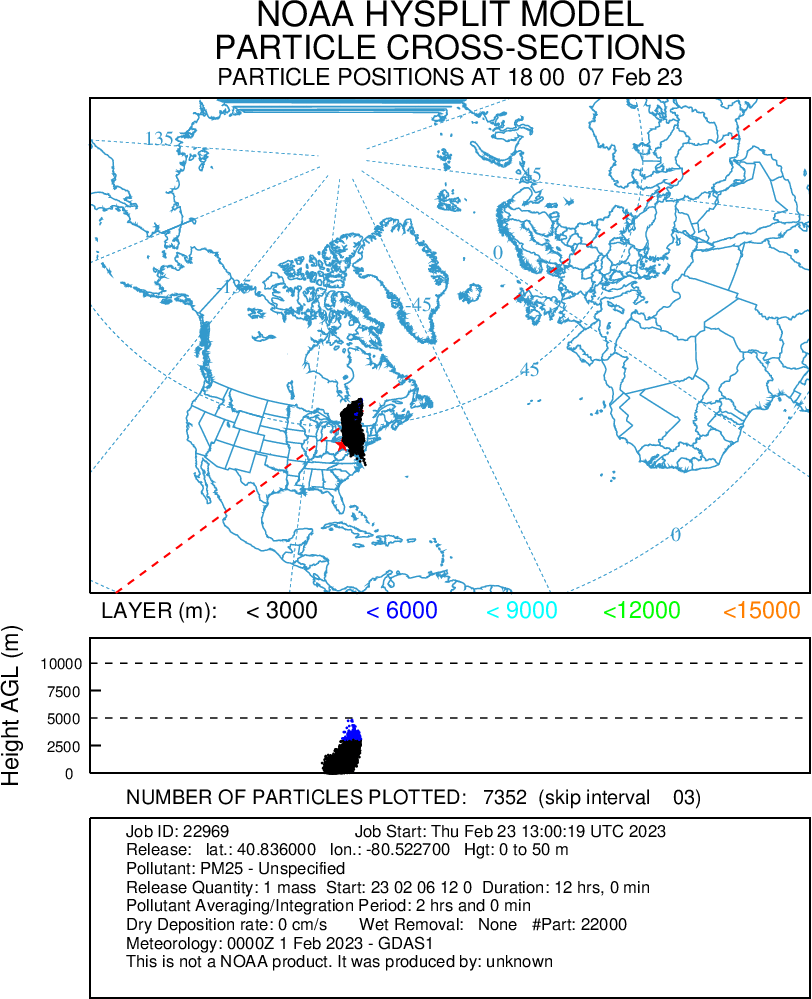 NOAA HYSPLIT MODEL
PARTICLE CROSS-SECTIONS
PARTICLE POSITIONS AT 18 00  07 Feb 23
135
45
0
-135
-45
45
0
LAYER (m): < 3000 < 6000 < 9000 <12000 <15000
Height AGL (m)
10000
7500
5000
2500
0
NUMBER OF PARTICLES PLOTTED: 7352 (skip interval 03)
Job ID: 22969 Job Start: Thu Feb 23 13:00:19 UTC 2023
Release: lat.: 40.836000 lon.: -80.522700 Hgt: 0 to 50 m
Pollutant: PM25 - Unspecified
Release Quantity: 1 mass Start: 23 02 06 12 0 Duration: 12 hrs, 0 min
Pollutant Averaging/Integration Period: 2 hrs and 0 min
Dry Deposition rate: 0 cm/s Wet Removal: None #Part: 22000
Meteorology: 0000Z 1 Feb 2023 - GDAS1
This is not a NOAA product. It was produced by: unknown